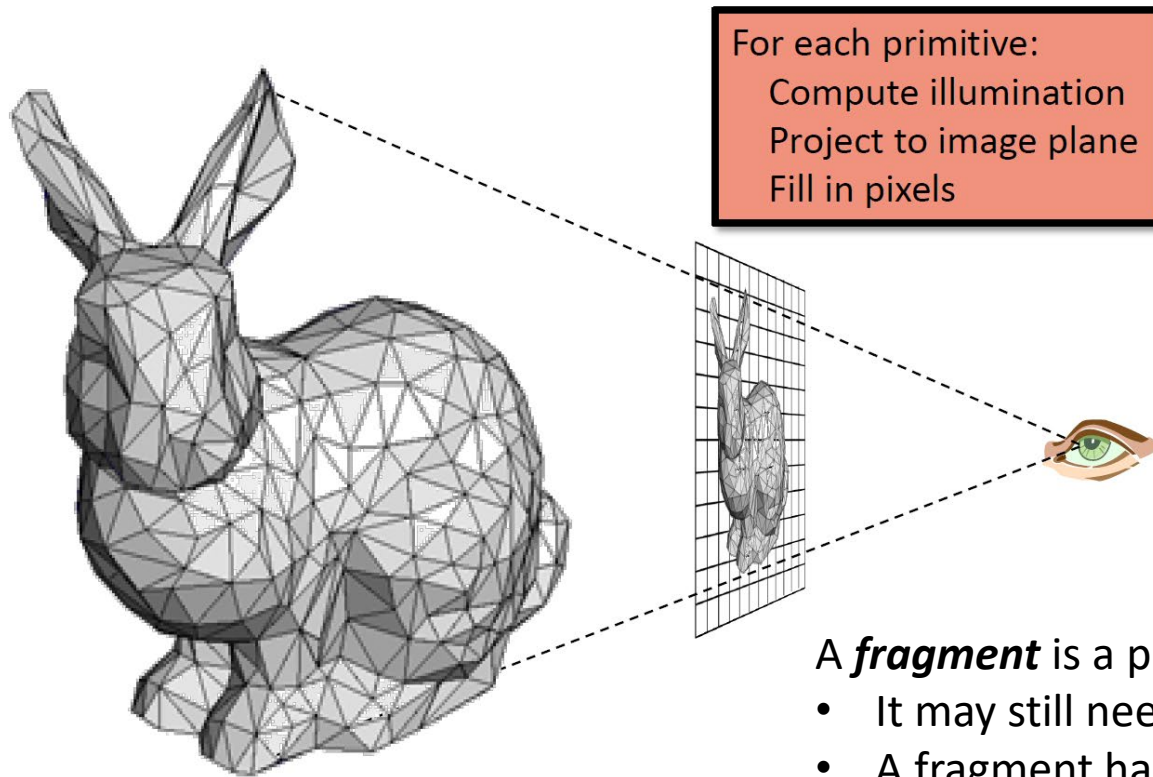 For each primitive:
Compute illumination
Project to image plane
Fill in pixels
A fragment is a p
• It may still nee
• A fragment ha